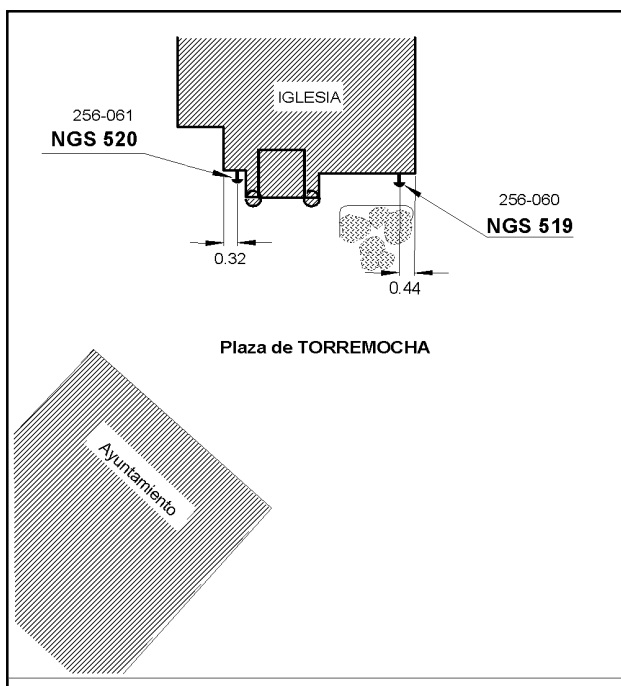 IGLESIA
256-061
NGS 520
256-060
NGS 519
0.32
0.44
Plaza de TORREMOCHA
Ayuntamiento